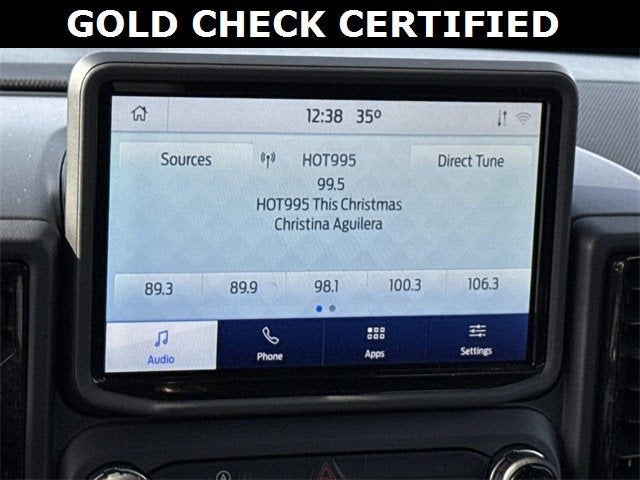 GOLD CHECK CERTIFIED
12:38 35º
Sources HOT995 Direct Tune
99.5
HOT995 This Christmas
Christina Aguilera
89.3 89.9 98.1 100.3 106.3
Audio Phone Apps Settings